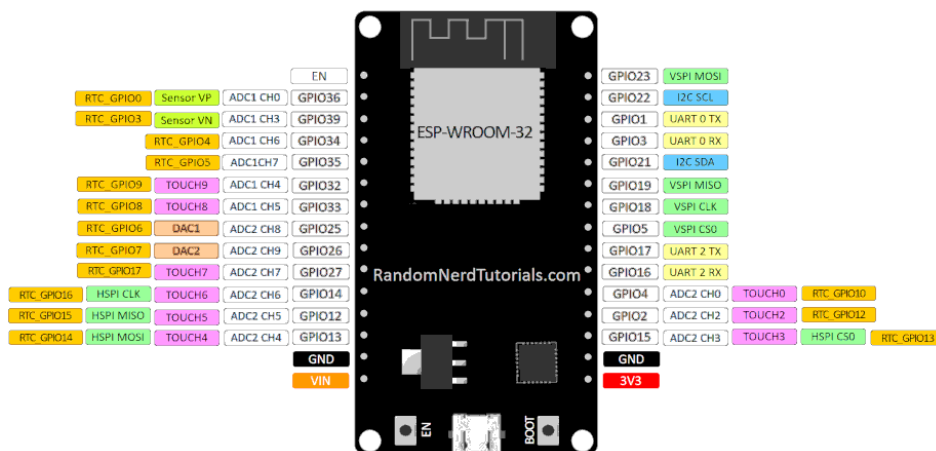 EN GPIO23 VSPI MOSI
RTC_GPIO0 Sensor VP ADC1 CH0 GPIO36 GPIO22 I2C SCL
RTC_GPIO3 Sensor VN ADC1 CH3 GPIO39 GPIO1 UART 0 TX
RTC_GPIO4 ADC1 CH6 GPIO34 ESP-WROOM-32 GPIO3 UART 0 RX
RTC_GPIO5 ADC1CH7 GPIO35 GPIO21 I2C SDA
RTC_GPIO9 TOUCH9 ADC1 CH4 GPIO32 GPIO19 VSPI MISO
RTC_GPIO8 TOUCH8 ADC1 CH5 GPIO33 GPIO18 VSPI CLK
RTC_GPIO6 DAC1 ADC2 CH8 GPIO25 GPIO5 VSPI CS0
RTC_GPIO7 DAC2 ADC2 CH9 GPIO26 GPIO17 UART 2 TX
RTC_GPIO17 TOUCH7 ADC2 CH7 GPIO27 RandomNerdTutorials.com GPIO16 UART 2 RX
RTC_GPIO16 HSPI CLK TOUCH6 ADC2 CH6 GPIO14 GPIO4 ADC2 CH0 TOUCH0 RTC_GPIO10
RTC_GPIO15 HSPI MISO TOUCH5 ADC2 CH5 GPIO12 GPIO2 ADC2 CH2 TOUCH2 RTC_GPIO12
RTC_GPIO14 HSPI MOSI TOUCH4 ADC2 CH4 GPIO13 GPIO15 ADC2 CH3 TOUCH3 HSPI CS0 RTC_GPIO13
GND GND
VIN 3V3
EN BOOT